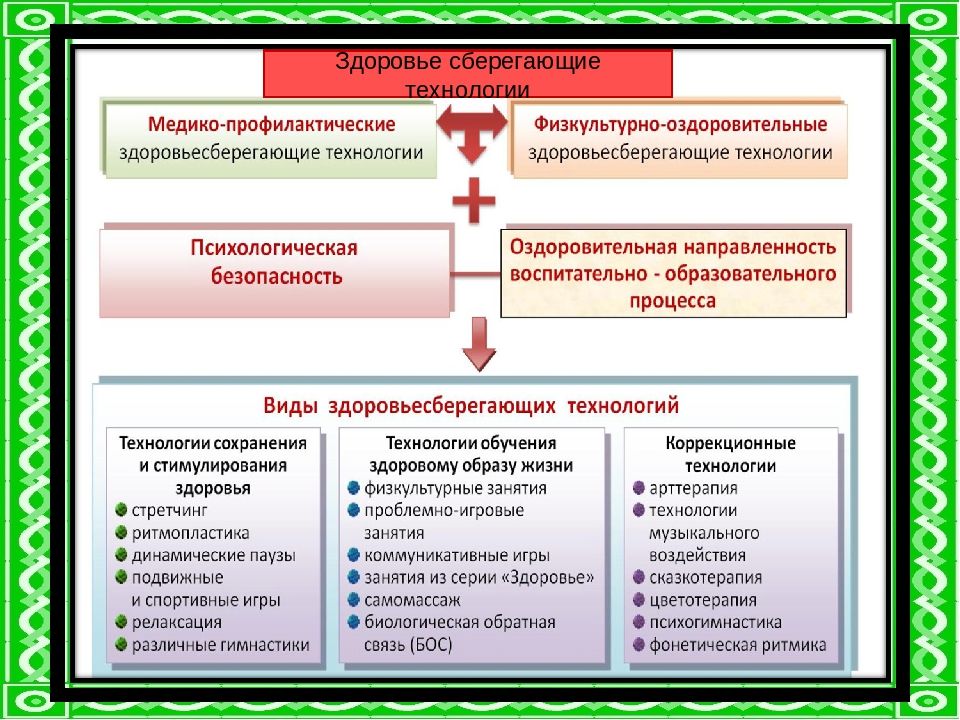 Здоровье сберегающие
технологии
Медико-профилактические
здоровьесберегающие технологии
Физкультурно-оздоровительные
здоровьесберегающие технологии
Психологическая
безопасность
Оздоровительная направленность
воспитательно - образовательного
процесса
Виды здоровьесберегающих технологий
Технологии сохранения
и стимулирования
здоровья
стретчинг
ритмопластика
динамические паузы
подвижные
и спортивные игры
релаксация
различные гимнастики
Технологии обучения
здоровому образу жизни
физкультурные занятия
проблемно-игровые
занятия
коммуникативные игры
занятия из серии «Здоровье»
самомассаж
биологическая обратная
связь (БОС)
Коррекционные
технологии
арттерапия
технологии
музыкального
воздействия
сказкотерапия
цветотерапия
психогимнастика
фонетическая ритмика